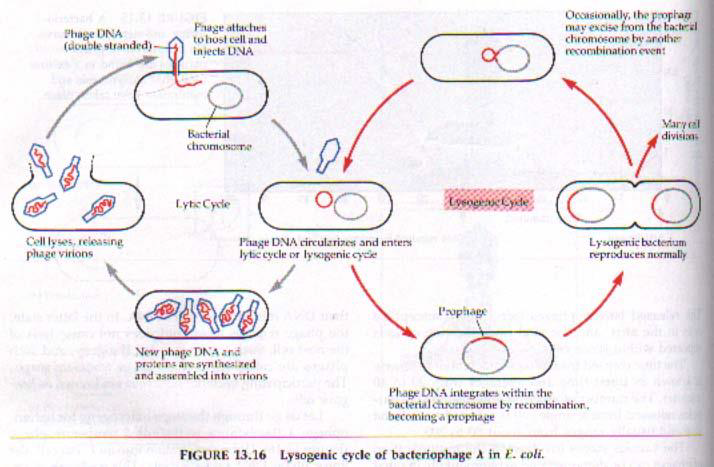 Phage DNA
(double stranded)
Phage attaches
to host cell and
injects DNA
Bacterial
chromosome
Occasionally, the prophage
may excise from the bacterial
chromosome by another
recombination event
Many cell
divisions
Lytic Cycle
Lysogenic Cycle
Cell lyses, releasing
phage virions
Phage DNA circularizes and enters
lytic cycle or lysogenic cycle
Lysogenic bacterium
reproduces normally
New phage DNA and
proteins are synthesized
and assembled into virions
Prophage
Phage DNA integrates within the
bacterial chromosome by recombination,
becoming a prophage
FIGURE 13.16 Lysogenic cycle of bacteriophage λ in E. coli.